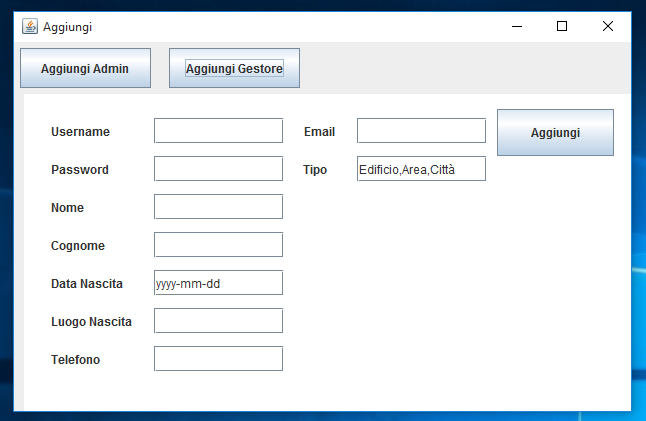 Aggiungi
Aggiungi Admin Aggiungi Gestore
Username Email Aggiungi
Password Tipo Edificio,Area,Città
Nome
Cognome
Data Nascita yyyy-mm-dd
Luogo Nascita
Telefono